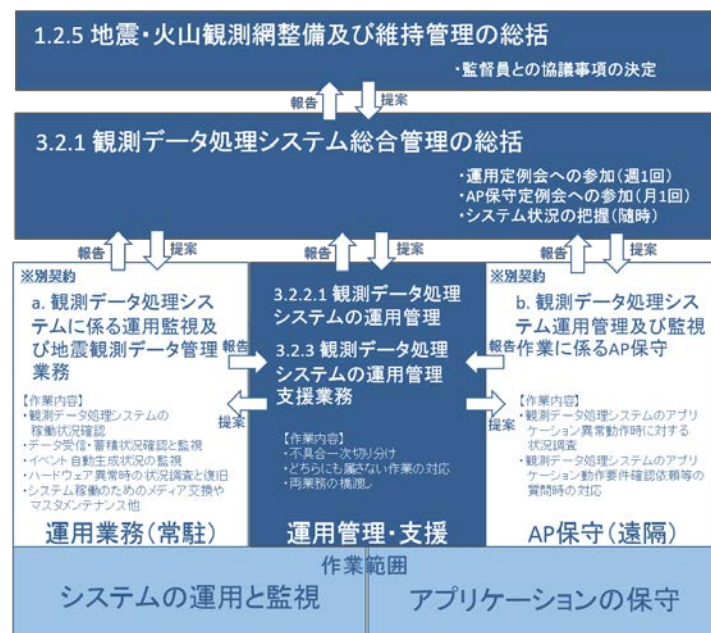 1.2.5 地震・火山観測網整備及び維持管理の総括
・監督員との協議事項の決定
報告
提案
3.2.1 観測データ処理システム総合管理の総括
・運用定例会への参加(週1回)
・AP保守定例会への参加(月1回)
・システム状況の把握(随時)
報告
提案
報告
提案
報告
提案
※別契約
a. 観測データ処理シス
テムに係る運用監視及
び地震観測データ管理
業務
【作業内容】
・観測データ処理システムの
稼働状況確認
・データ受信・蓄積状況確認と監視
・イベント自動生成状況の監視
・ハードウェア異常時の状況調査と復旧
・システム稼働のためのメディア交換や
マスタメンテナンス他
運用業務(常駐)
報告
提案
3.2.2.1 観測データ処理
システムの運用管理
3.2.3 観測データ処理
システムの運用管理
支援業務
【作業内容】
・不具合一次切り分け
・どちらにも属さない作業の対応
・両業務の橋渡し
運用管理・支援
報告
提案
※別契約
b. 観測データ処理シス
テム運用管理及び監視
作業に係るAP保守
【作業内容】
・観測データ処理システムのアプリ
ケーション異常動作時に対する
状況調査
・観測データ処理システムのアプリ
ケーション動作要件確認依頼等の
質問時の対応
AP保守(遠隔)
作業範囲
システムの運用と監視
アプリケーションの保守